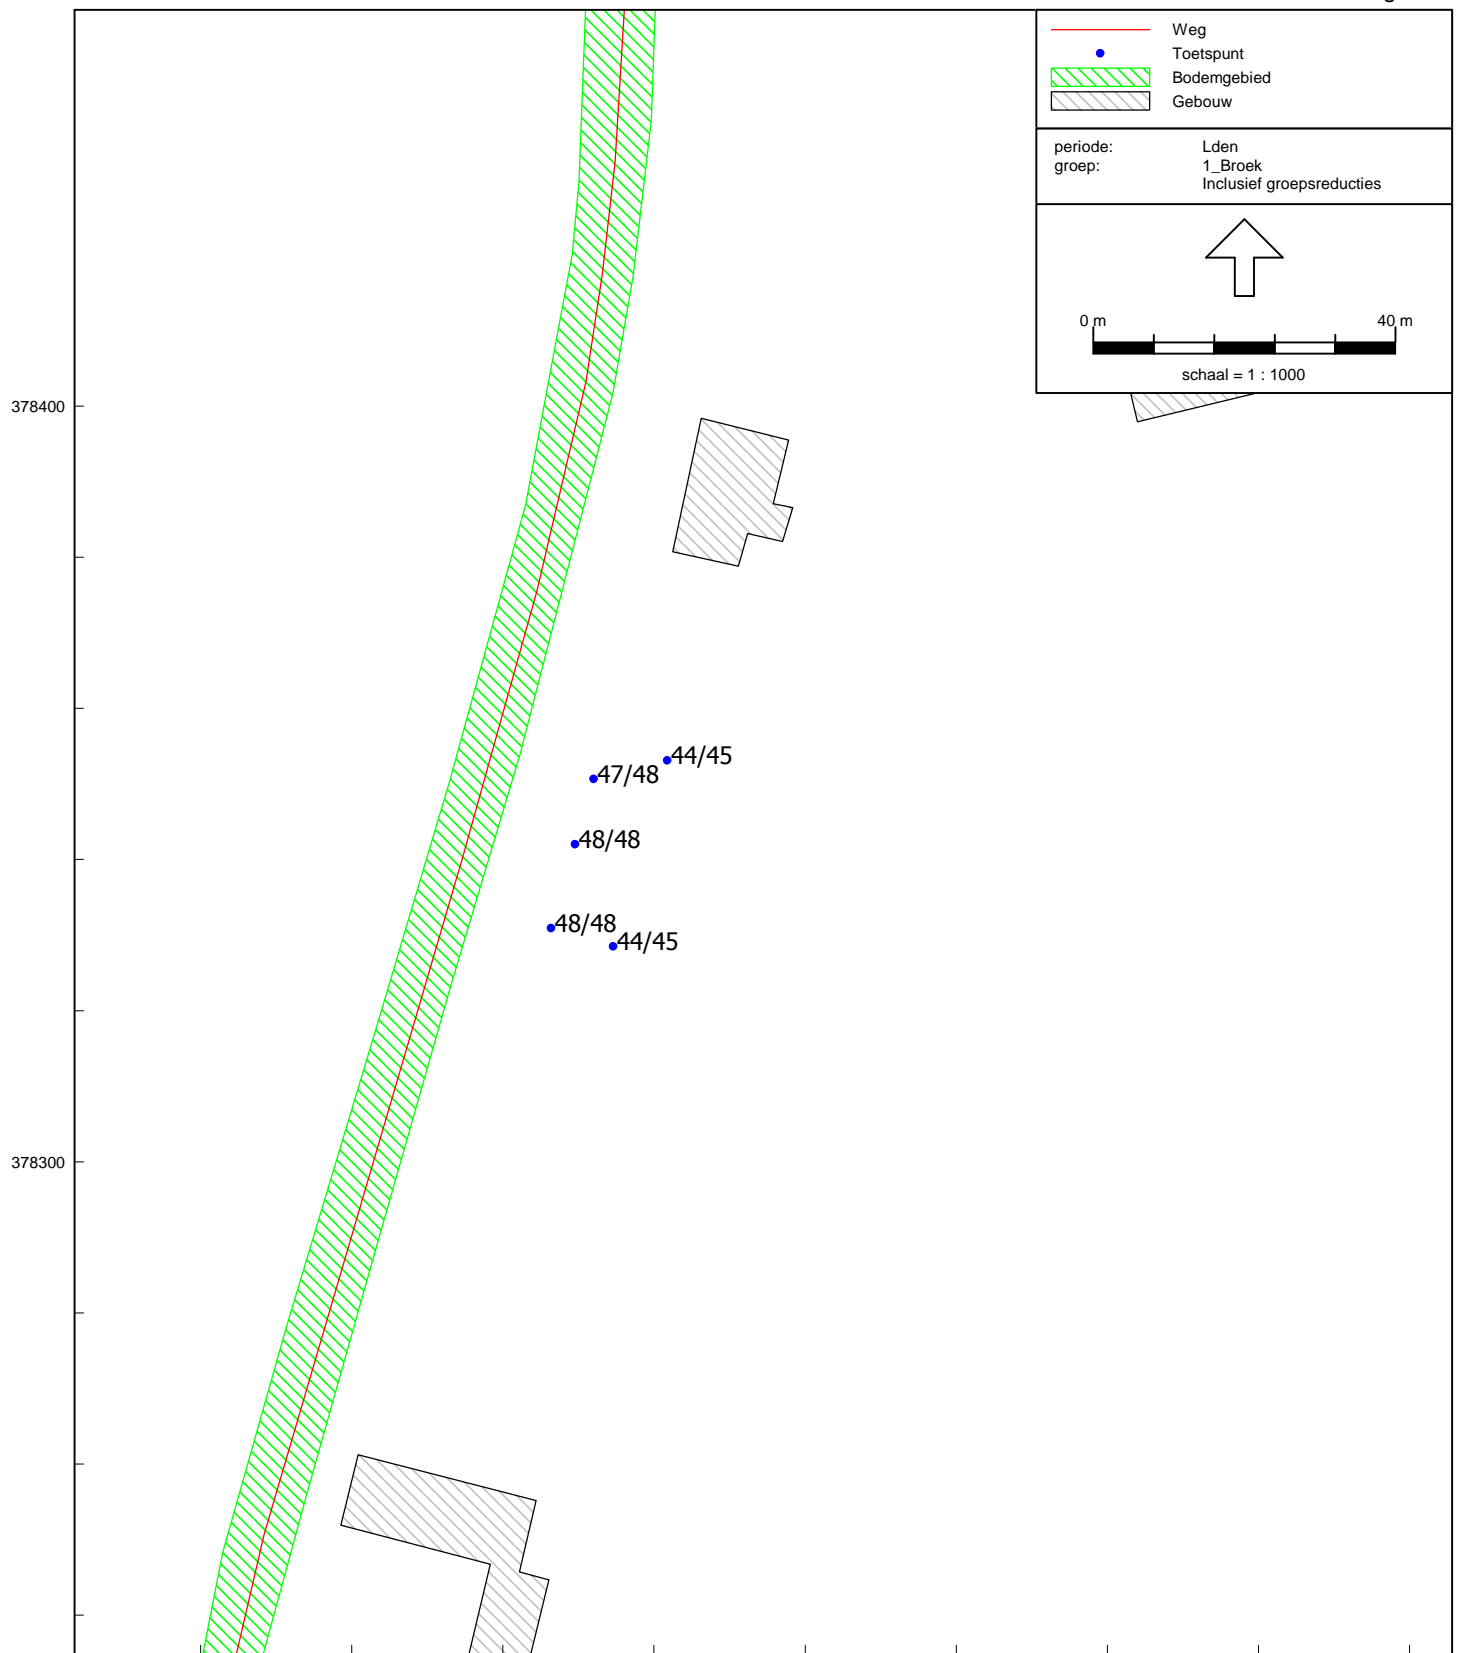 Weg
Toetspunt
Bodemgebied
Gebouw
periode: Lden
groep: 1_Broek
Inclusief groepsreducties
0 m 40 m
schaal = 1 : 1000
378400
44/45
47/48
48/48
48/48
44/45
378300